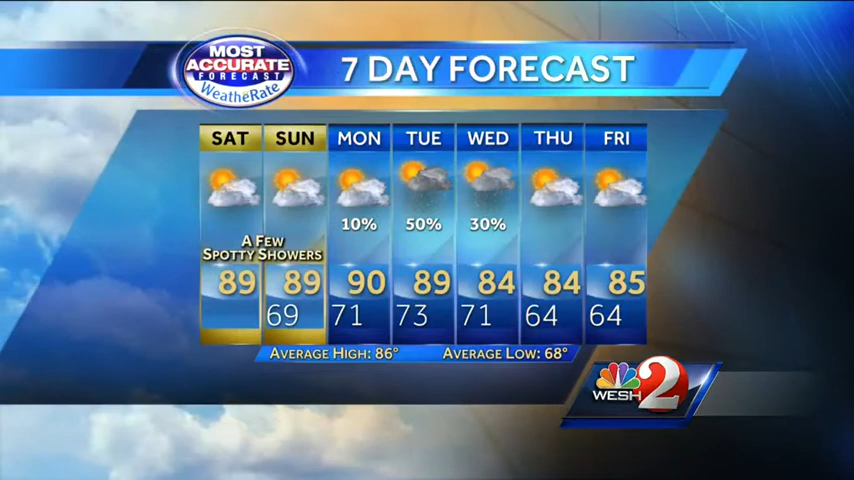 MOST
ACCURATE
FORECAST
WeatheRate
7 DAY FORECAST
SAT SUN MON TUE WED THU FRI
10% 50% 30%
A FEW
SPOTTY SHOWERS
89 89 90 89 84 84 85
69 71 73 71 64 64
AVERAGE HIGH: 86° AVERAGE LOW: 68°
WESH 2